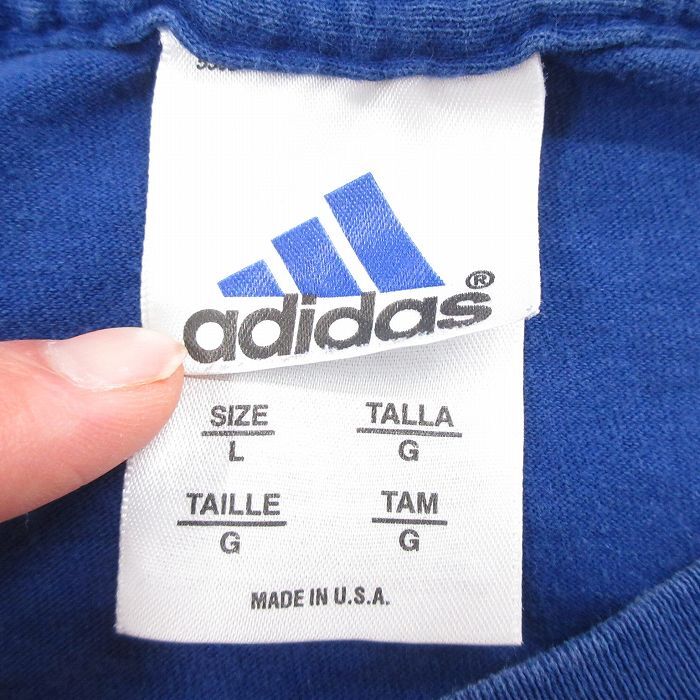 adidas®
SIZE TALLA
L G
TAILLE TAM
G G
MADE IN U.S.A.